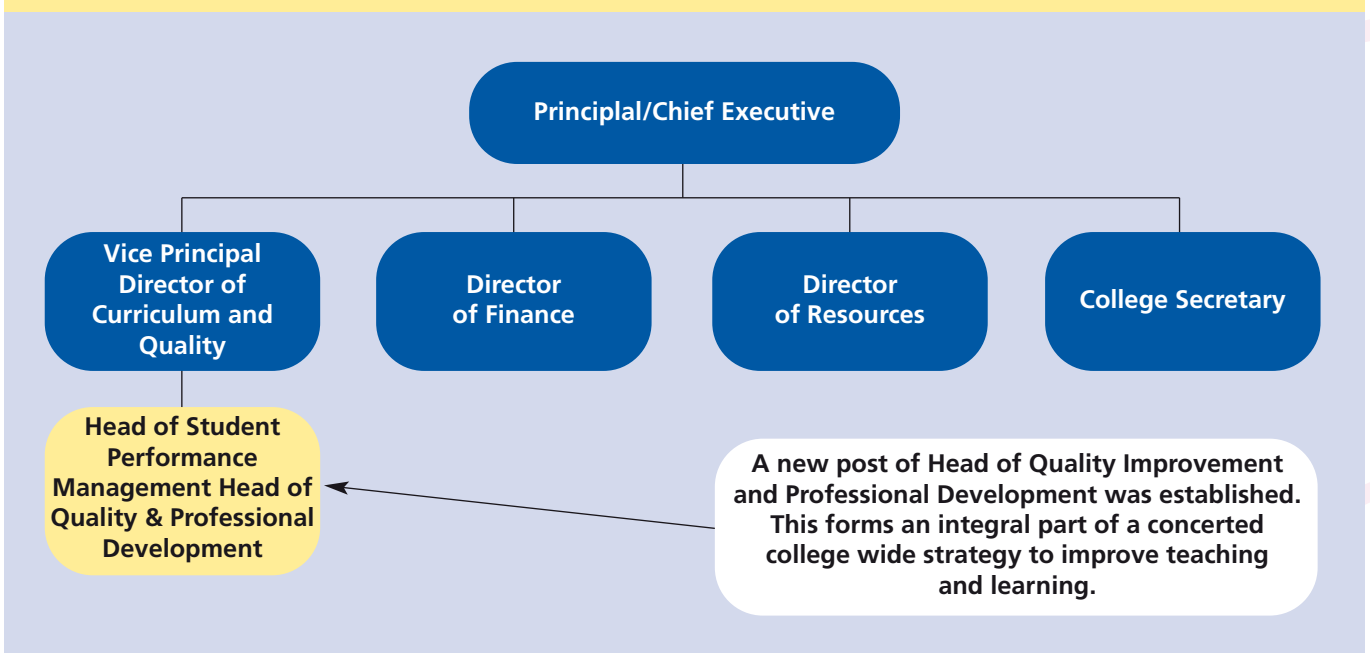 Principlal/Chief Executive
Vice Principal
Director of
Curriculum and
Quality
Director
of Finance
Director
of Resources
College Secretary
Head of Student
Performance
Management Head of
Quality & Professional
Development
A new post of Head of Quality Improvement
and Professional Development was established.
This forms an integral part of a concerted
college wide strategy to improve teaching
and learning.